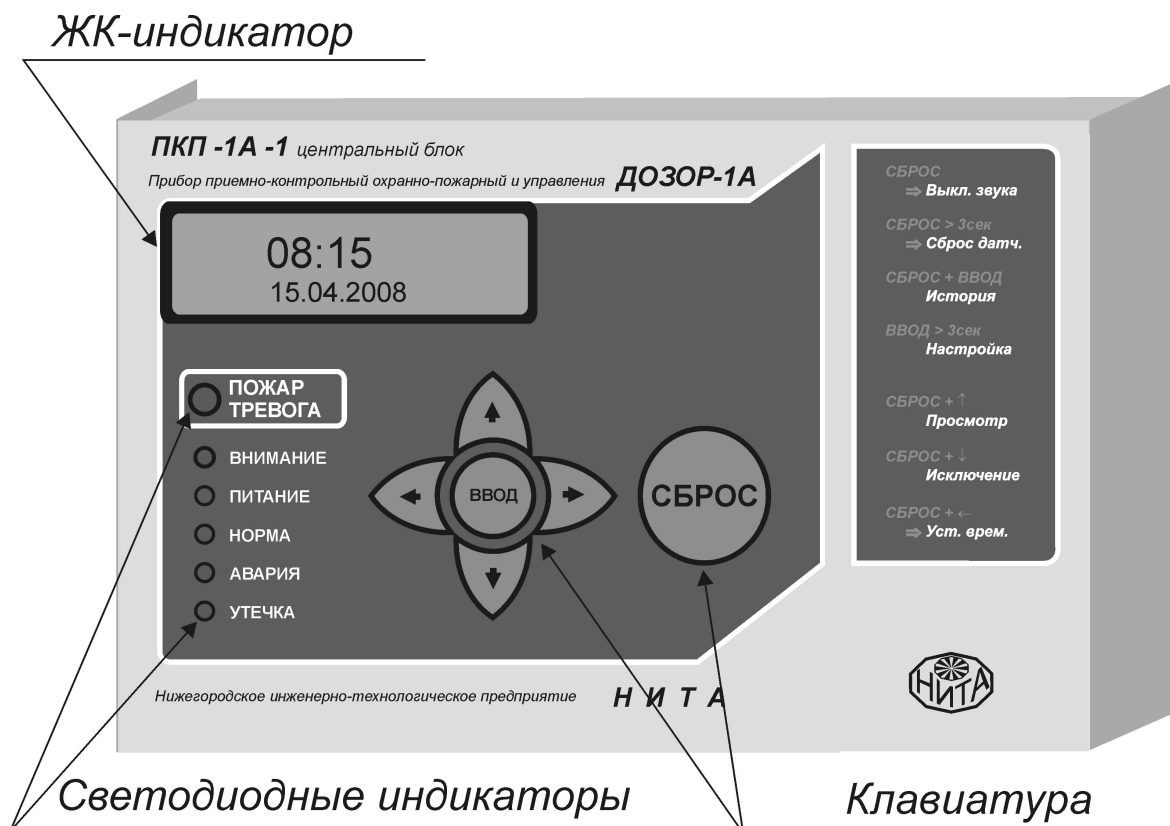 ЖК-индикатор
ПКП -1А -1 центральный блок
Прибор приемно-контрольный охранно-пожарный и управления ДОЗОР-1А
08:15
15.04.2008
ПОЖАР
ТРЕВОГА
ВНИМАНИЕ
ПИТАНИЕ
НОРМА
АВАРИЯ
УТЕЧКА
ВВОД
СБРОС
СБРОС
⇒ Выкл. звука
СБРОС > 3сек
⇒ Сброс датч.
СБРОС + ВВОД
История
ВВОД > 3сек
Настройка
СБРОС + ↑
Просмотр
СБРОС + ↓
Исключение
СБРОС + ←
⇒ Уст. врем.
Нижегородское инженерно-технологическое предприятие Н И Т А
НИТА
Светодиодные индикаторы
Клавиатура